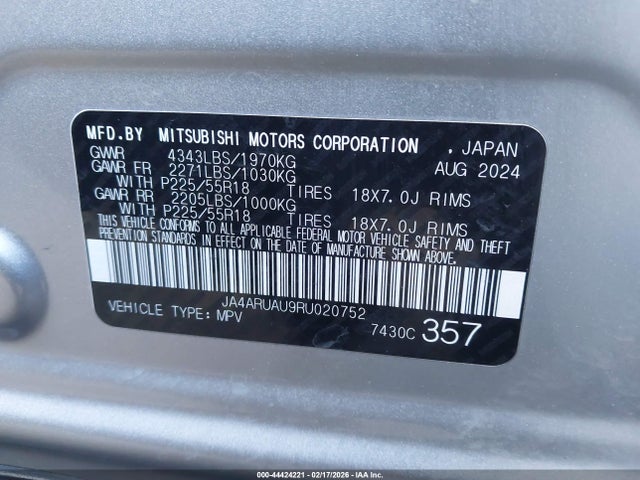 MFD.BY MITSUBISHI MOTORS CORPORATION . JAPAN
GVWR 4343LBS/1970KG AUG 2024
GAWR FR 2271LBS/1030KG
WITH P225/55R18 TIRES 18X7.0J RIMS
GAWR RR 2205LBS/1000KG
WITH P225/55R18 TIRES 18X7.0J RIMS
THIS VEHICLE CONFORMS TO ALL APPLICABLE FEDERAL MOTOR VEHICLE SAFETY AND THEFT
PREVENTION STANDARDS IN EFFECT ON THE DATE OF MANUFACTURE SHOWN ABOVE.
JA4ARUAU9RU020752
VEHICLE TYPE: MPV 7430C 357
000-44424221 - 02/17/2026 - IAA Inc.